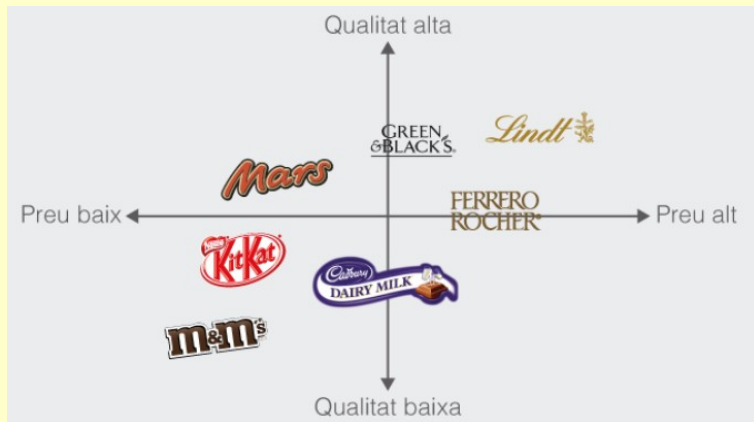 Qualitat alta
GREEN
&BLACK'S®
Lindt
Mars
FERRERO
ROCHER®
Preu baix
Preu alt
Nestlé
KitKat
Cadbury
DAIRY MILK
m&m's
Qualitat baixa